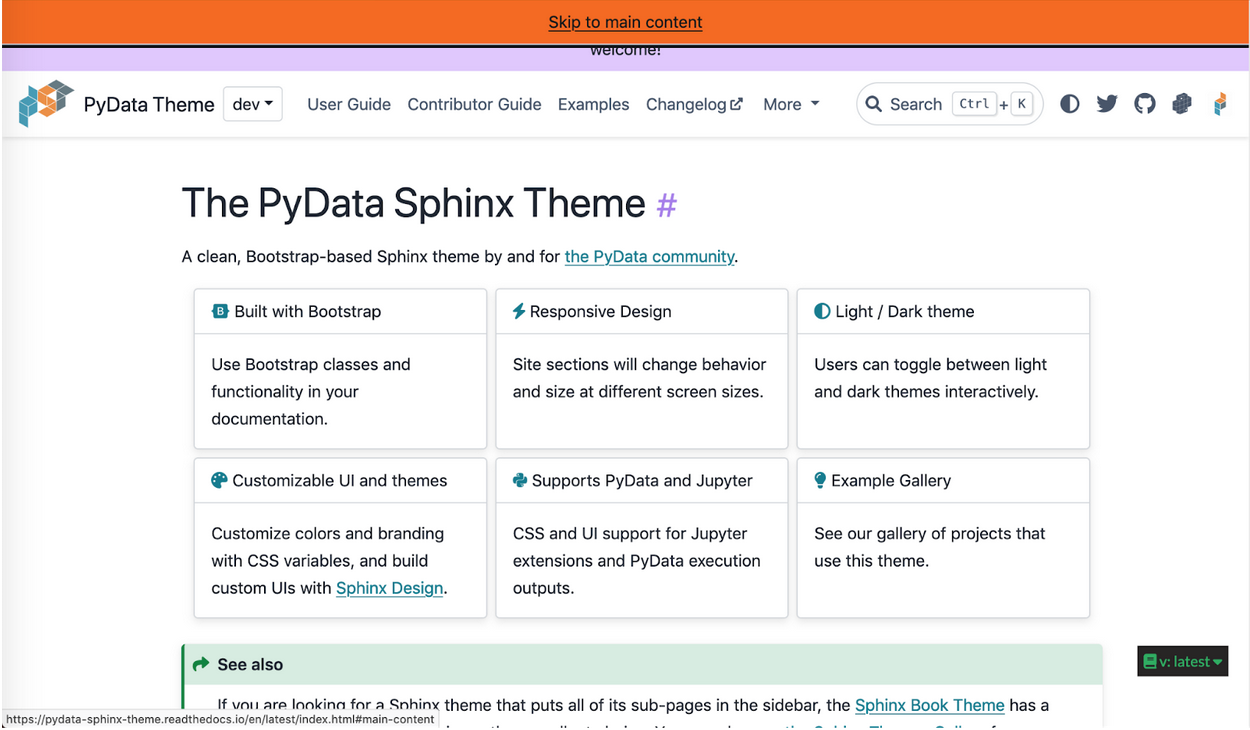 Skip to main content
welcome!
PyData Theme
dev
User Guide
Contributor Guide
Examples
Changelog
More
Search Ctrl + K
The PyData Sphinx Theme #
A clean, Bootstrap-based Sphinx theme by and for the PyData community.
Built with Bootstrap
Use Bootstrap classes and
functionality in your
documentation.
Responsive Design
Site sections will change behavior
and size at different screen sizes.
Light / Dark theme
Users can toggle between light
and dark themes interactively.
Customizable UI and themes
Customize colors and branding
with CSS variables, and build
custom UIs with Sphinx Design.
Supports PyData and Jupyter
CSS and UI support for Jupyter
extensions and PyData execution
outputs.
Example Gallery
See our gallery of projects that
use this theme.
See also
If you are looking for a Sphinx theme that puts all of its sub-pages in the sidebar, the Sphinx Book Theme has a
v: latest
https://pydata-sphinx-theme.readthedocs.io/en/latest/index.html#main-content